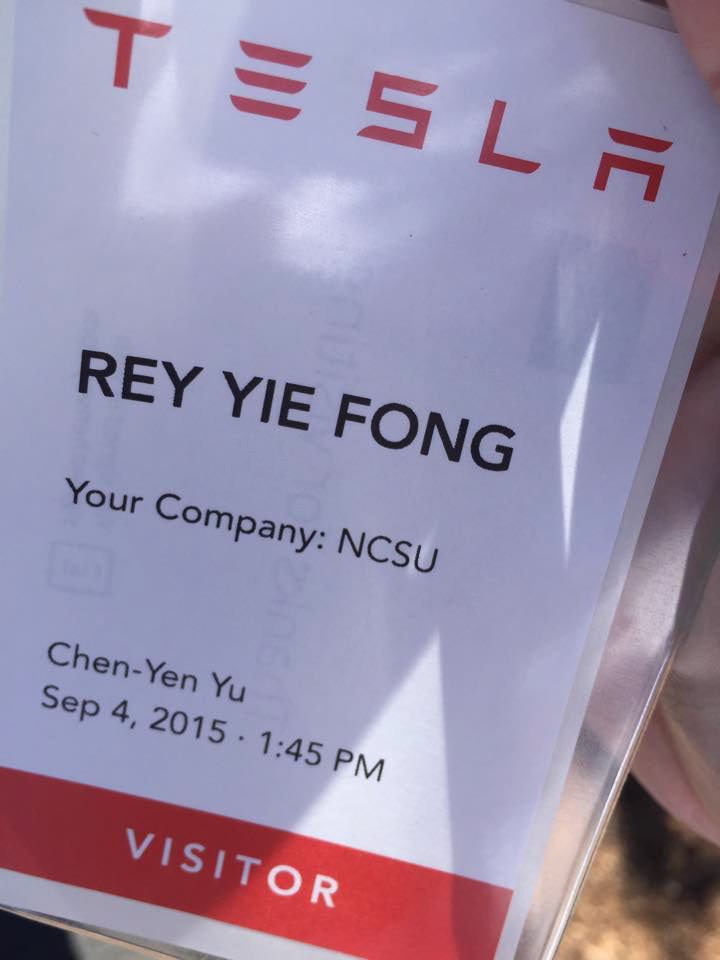 TESLA
REY YIE FONG
Your Company: NCSU
Chen-Yen Yu
Sep 4, 2015 · 1:45 PM
VISITOR